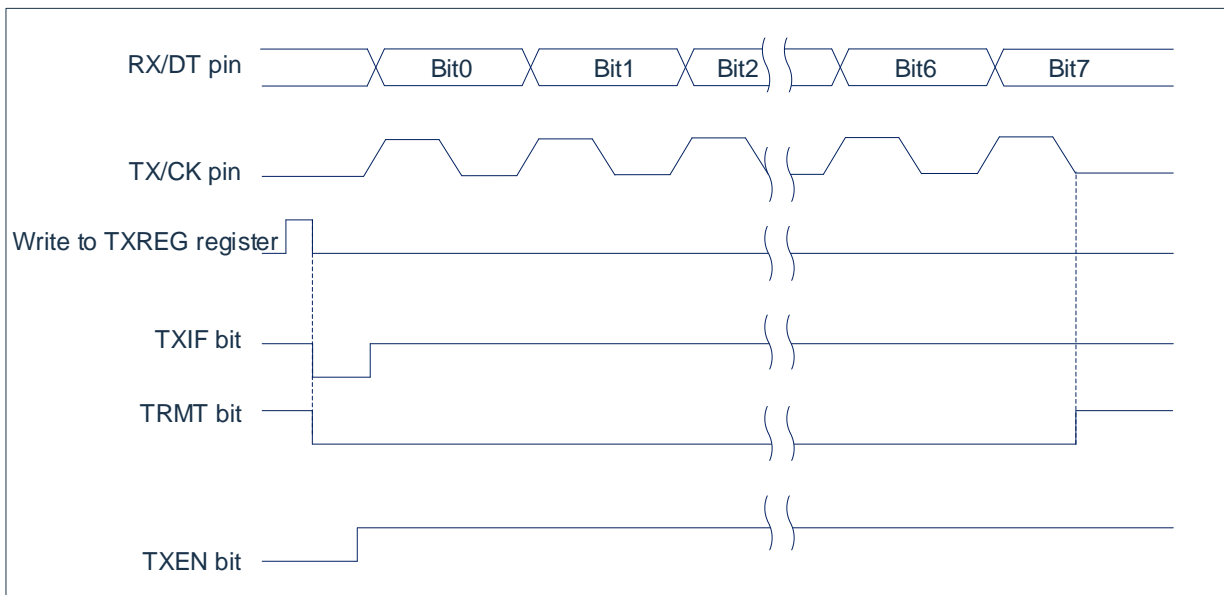 RX/DT pin Bit0 Bit1 Bit2 Bit6 Bit7
TX/CK pin
Write to TXREG register
TXIF bit
TRMT bit
TXEN bit